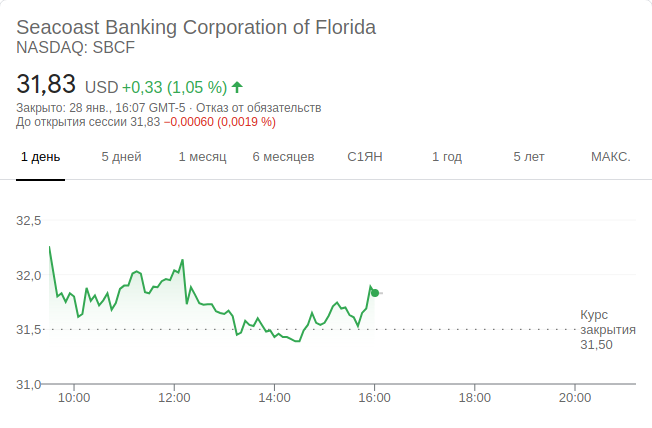 Seacoast Banking Corporation of Florida
NASDAQ: SBCF
31,83 USD +0,33 (1,05 %)
Закрыто: 28 янв., 16:07 GMT-5 · Отказ от обязательств
До открытия сессии 31,83 −0,00060 (0,0019 %)
1 день 5 дней 1 месяц 6 месяцев С1ЯН 1 год 5 лет МАКС.
32,5
32,0
31,5
Курс
закрытия
31,50
31,0
10:00 12:00 14:00 16:00 18:00 20:00